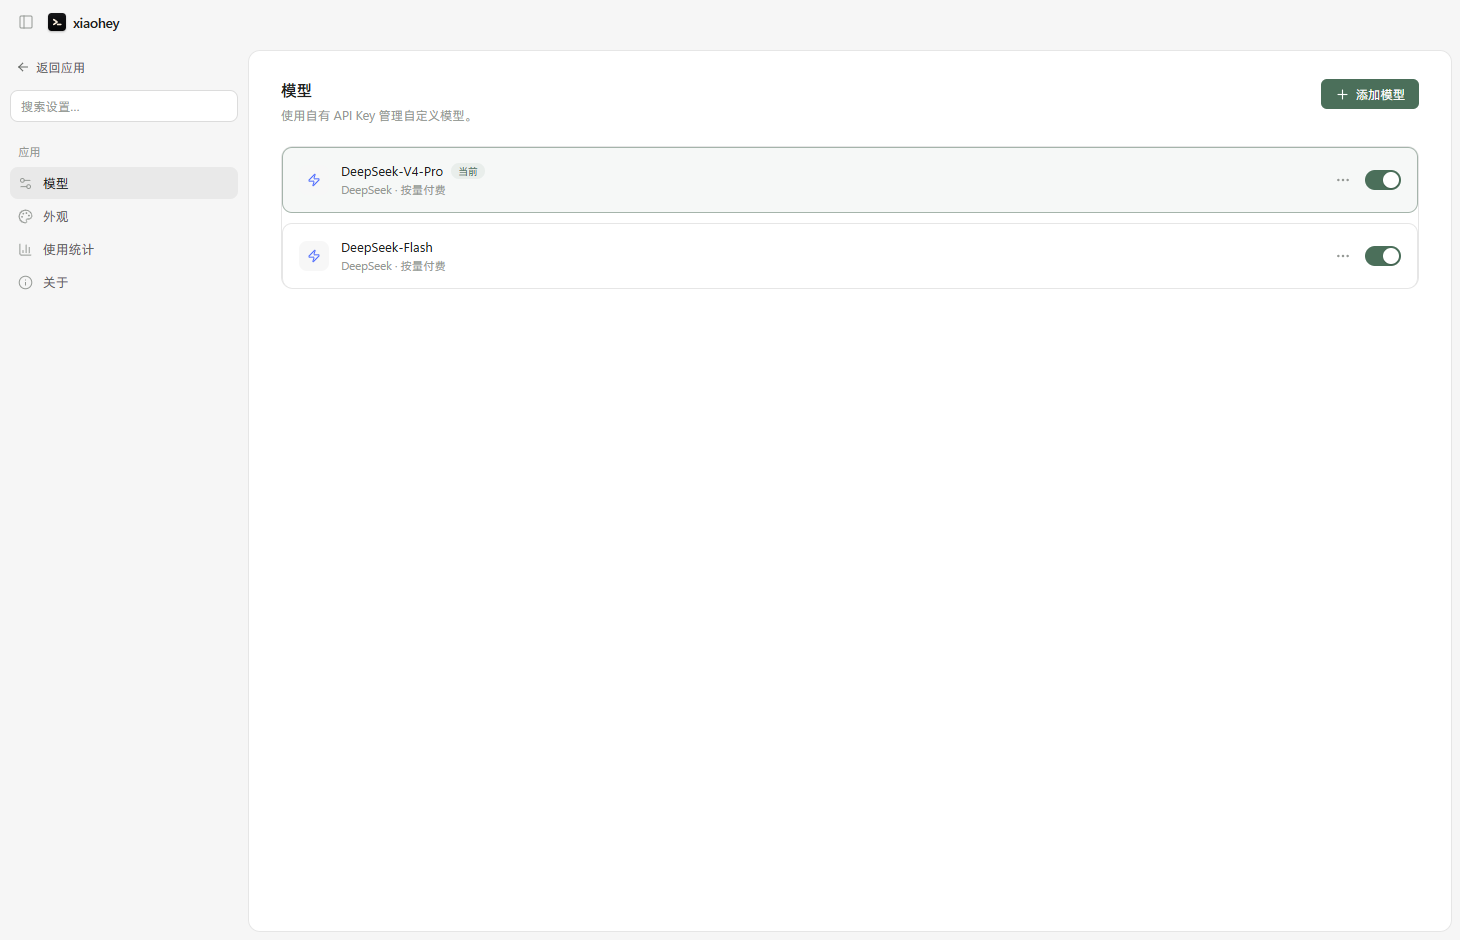 xiaohey
返回应用
搜索设置...
应用
模型
外观
使用统计
关于
模型
使用自有 API Key 管理自定义模型。
添加模型
DeepSeek-V4-Pro 当前
DeepSeek · 按量付费
DeepSeek-Flash
DeepSeek · 按量付费